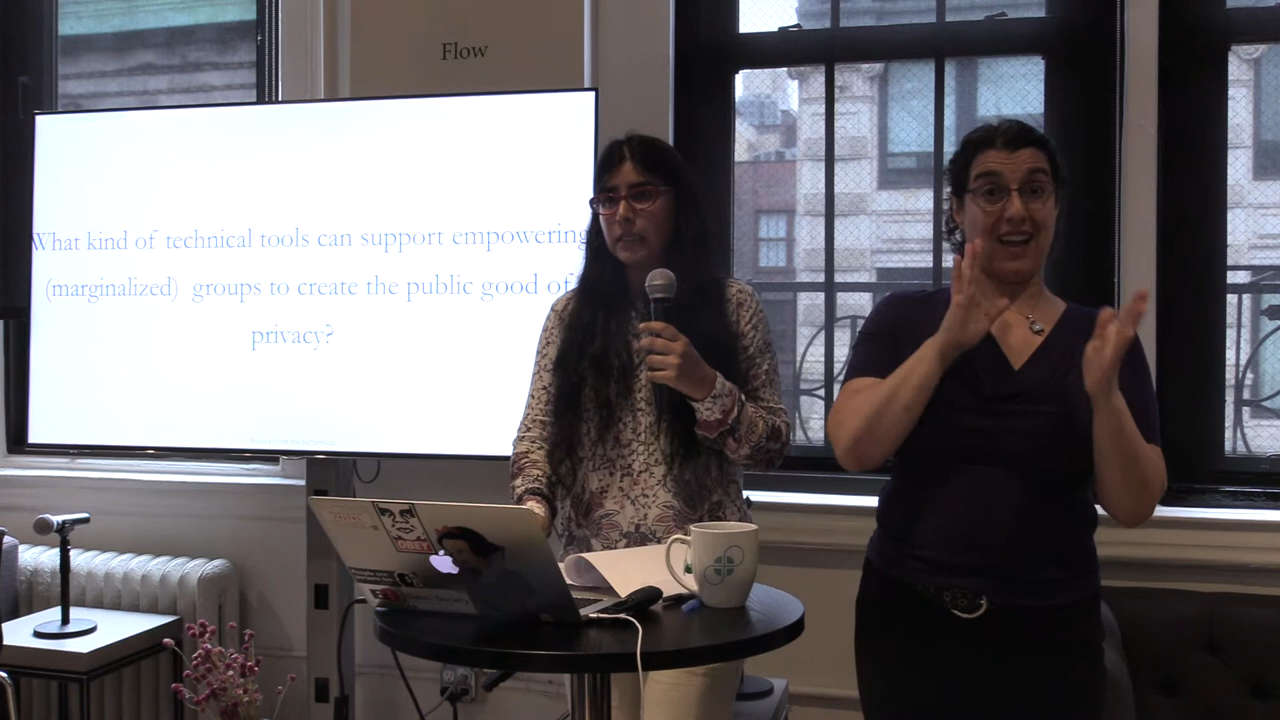 Flow
What kind of technical tools can support empowering
(marginalized) groups to create the public good of
privacy?
OBEY